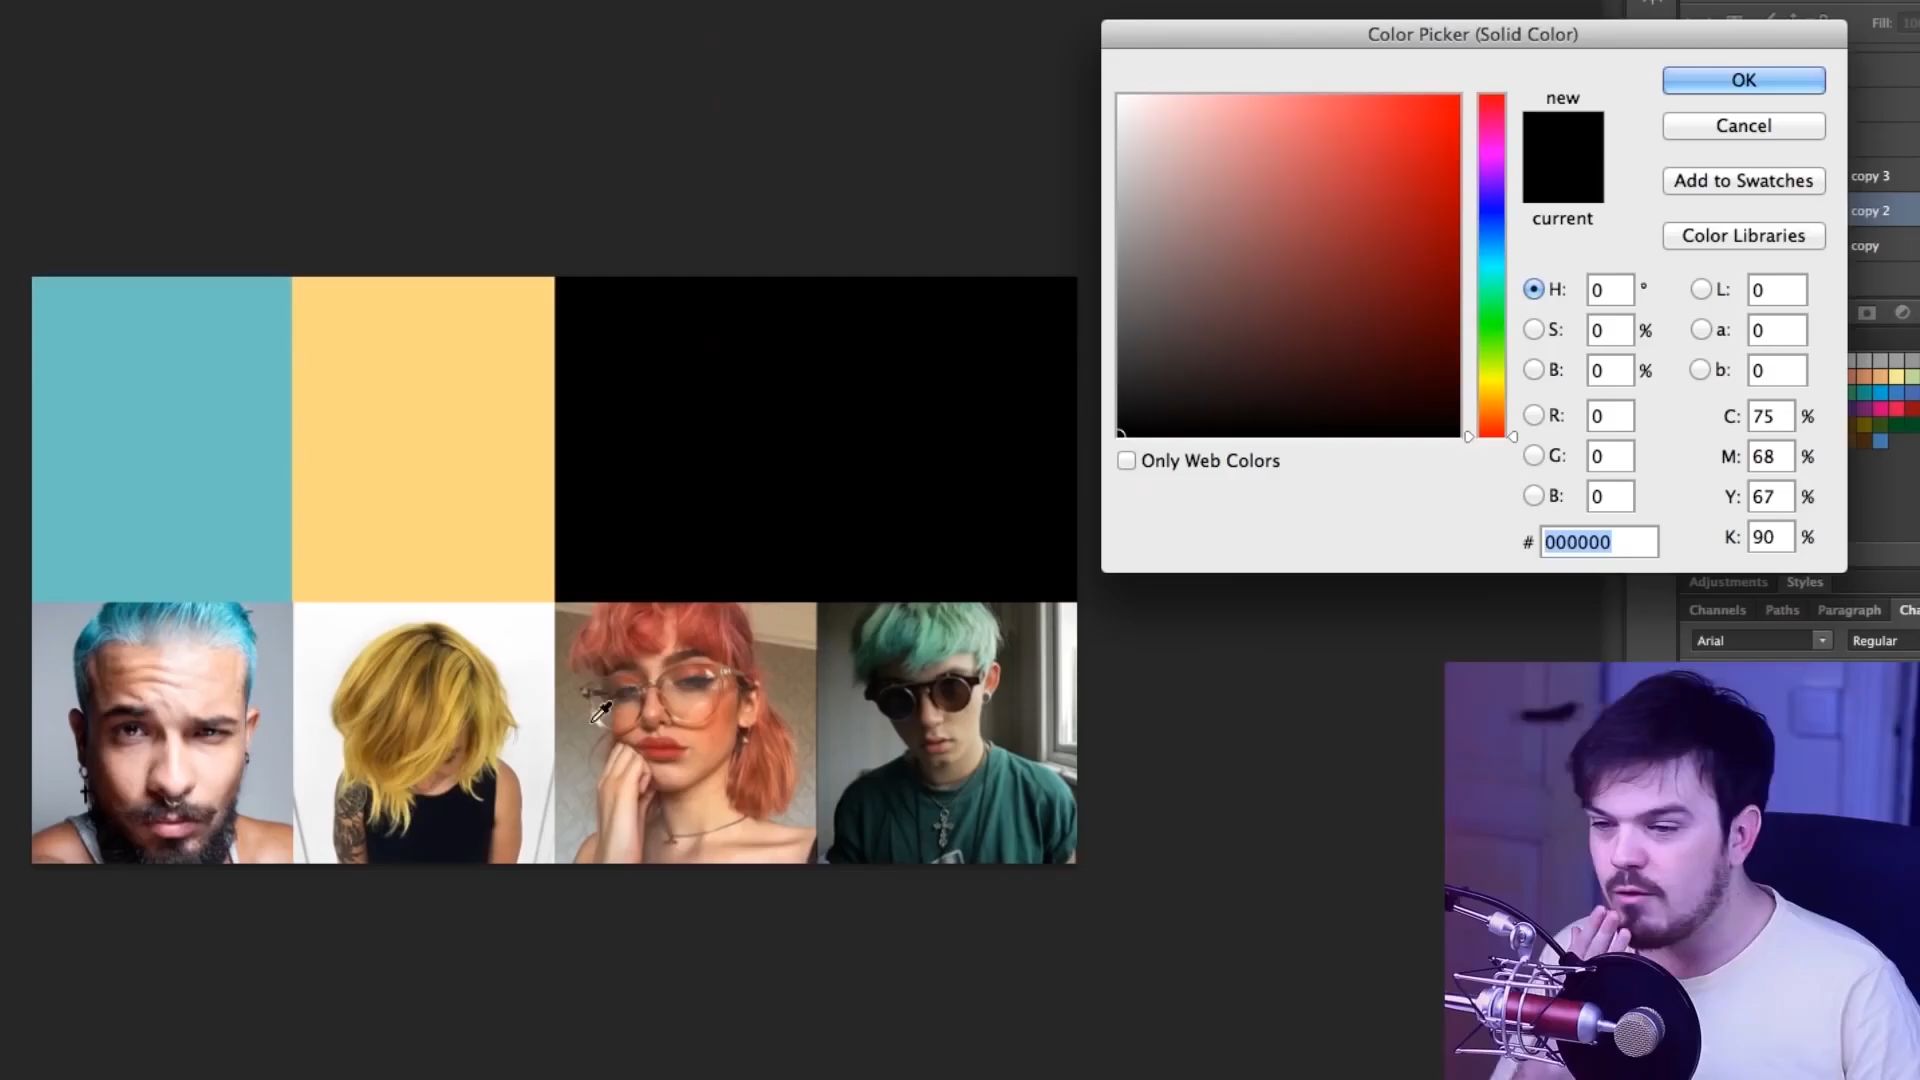 Color Picker (Solid Color)
Fill:
new
OK
Cancel
copy 3
Add to Swatches
copy 2
current
Color Libraries
copy
H: 0 °
L: 0
S: 0 %
a: 0
B: 0 %
b: 0
R: 0
C: 75 %
Only Web Colors
G: 0
M: 68 %
B: 0
Y: 67 %
# 000000
K: 90 %
Adjustments Styles
Channels Paths Paragraph
Arial Regular